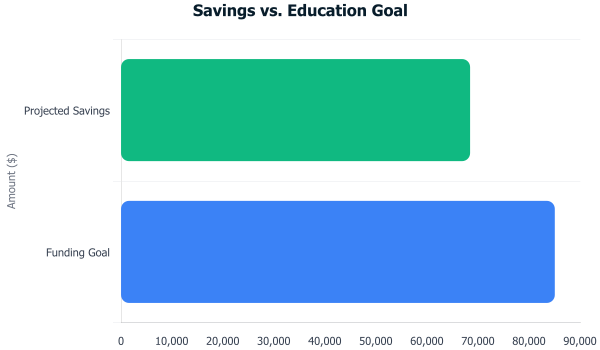 Savings vs. Education Goal
Projected Savings
Amount ($)
Funding Goal
0
10,000
20,000
30,000
40,000
50,000
60,000
70,000
80,000
90,000